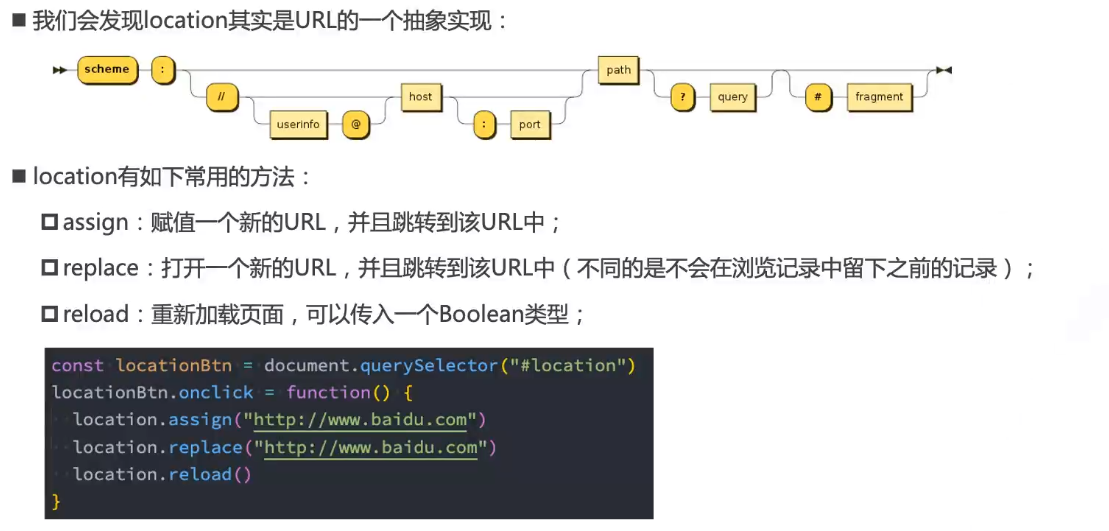 我们会发现location其实是URL的一个抽象实现：
scheme : path
// host ? query # fragment
userinfo @ : port
location有如下常用的方法：
assign：赋值一个新的URL，并且跳转到该URL中；
replace：打开一个新的URL，并且跳转到该URL中（不同的是不会在浏览记录中留下之前的记录）；
reload：重新加载页面，可以传入一个Boolean类型；
const locationBtn = document.querySelector("#location")
locationBtn.onclick = function() {
  location.assign("http://www.baidu.com")
  location.replace("http://www.baidu.com")
  location.reload()
}